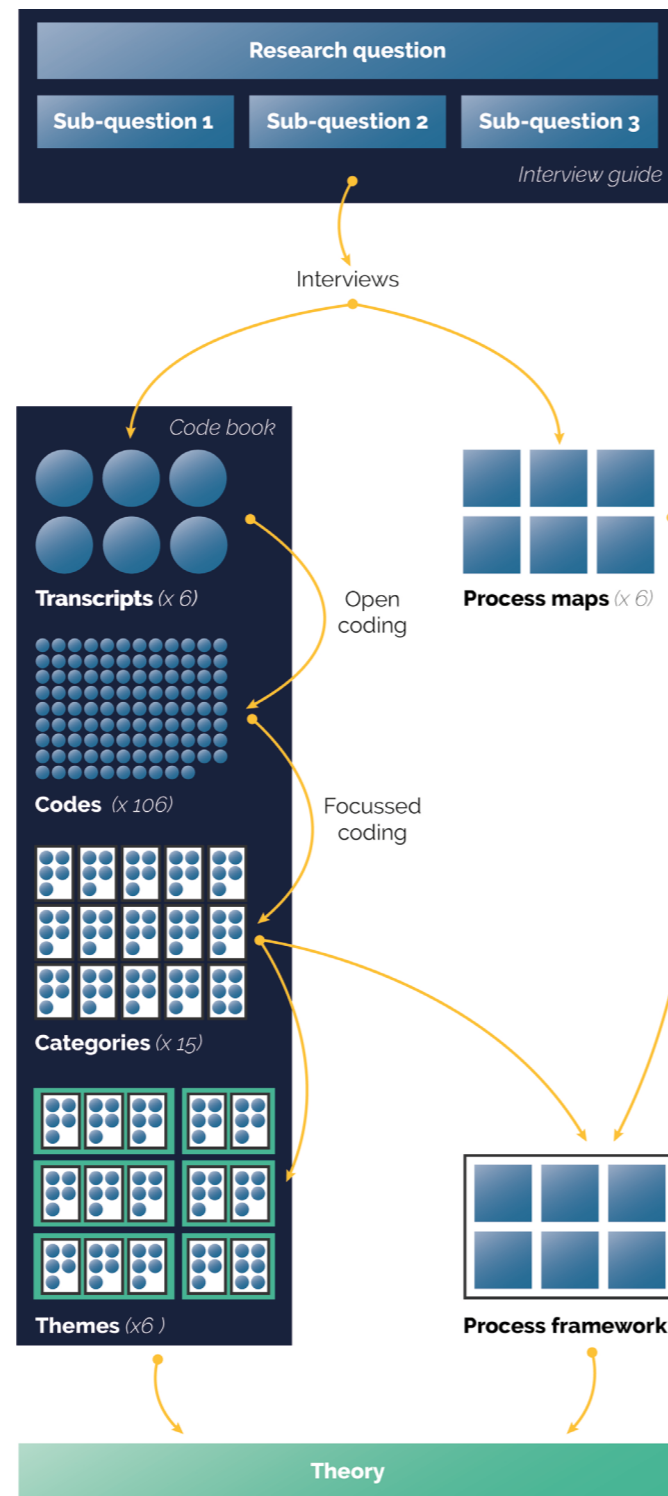 Research question
Sub-question 1
Sub-question 2
Sub-question 3
Interview guide
Interviews
Code book
Transcripts (x 6)
Open
coding
Process maps (x 6)
Codes (x 106)
Focussed
coding
Categories (x 15)
Themes (x6 )
Process framework
Theory